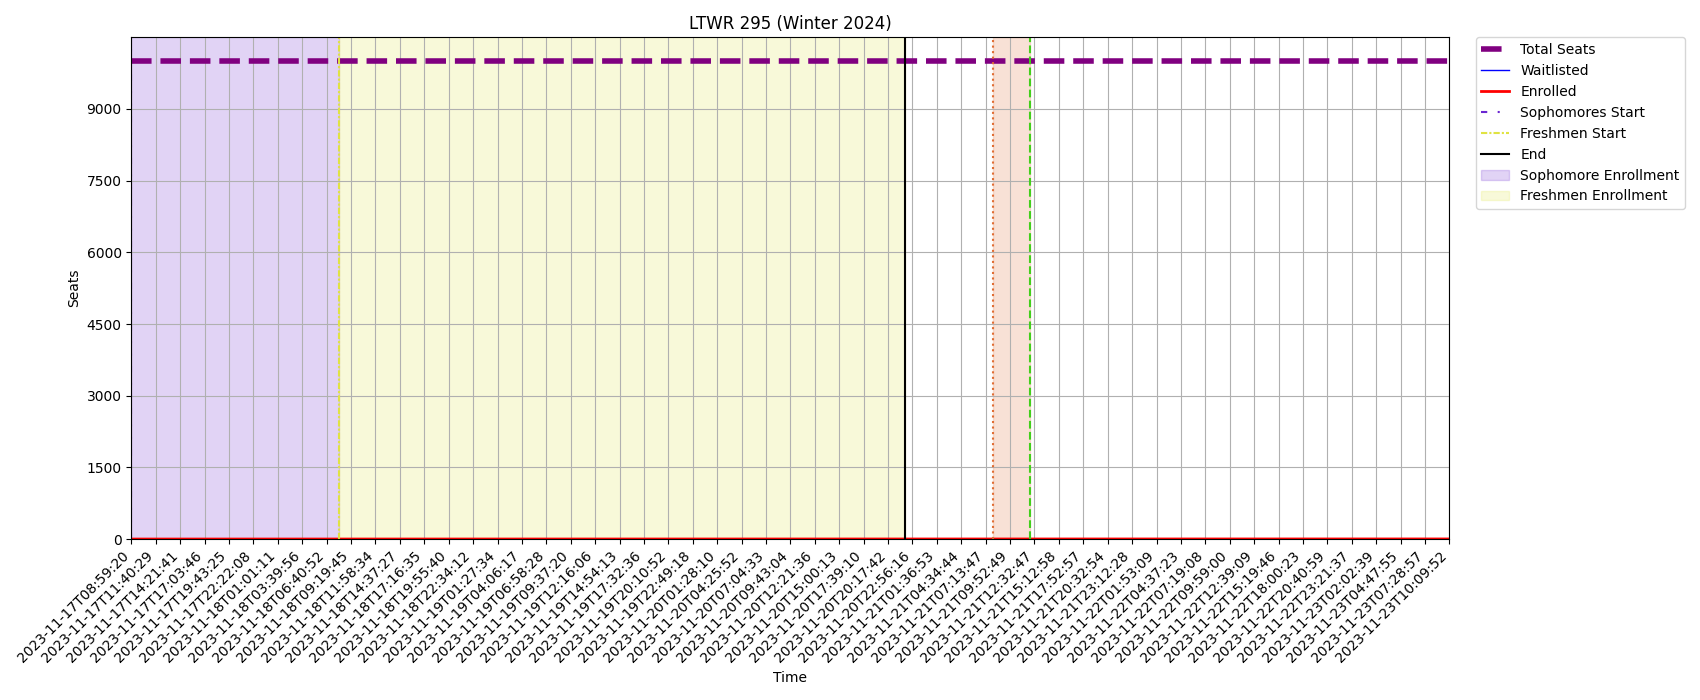 LTWR 295 (Winter 2024)
Total Seats
Waitlisted
Enrolled
Sophomores Start
Freshmen Start
End
Sophomore Enrollment
Freshmen Enrollment
Seats
9000
7500
6000
4500
3000
1500
0
2023-11-17T08:59:20
2023-11-17T11:40:29
2023-11-17T14:21:41
2023-11-17T17:03:46
2023-11-17T19:43:25
2023-11-17T22:22:08
2023-11-18T01:01:11
2023-11-18T03:39:56
2023-11-18T06:40:52
2023-11-18T09:19:45
2023-11-18T11:58:34
2023-11-18T14:37:27
2023-11-18T17:16:35
2023-11-18T19:55:40
2023-11-18T22:34:12
2023-11-19T01:27:34
2023-11-19T04:06:17
2023-11-19T06:58:28
2023-11-19T09:37:20
2023-11-19T12:16:06
2023-11-19T14:54:13
2023-11-19T17:32:36
2023-11-19T20:10:52
2023-11-19T22:49:18
2023-11-20T01:28:10
2023-11-20T04:25:52
2023-11-20T07:04:33
2023-11-20T09:43:04
2023-11-20T12:21:36
2023-11-20T15:00:13
2023-11-20T17:39:10
2023-11-20T20:17:42
2023-11-20T22:56:16
2023-11-21T01:36:53
2023-11-21T04:34:44
2023-11-21T07:13:47
2023-11-21T09:52:49
2023-11-21T12:32:47
2023-11-21T15:12:58
2023-11-21T17:52:57
2023-11-21T20:32:54
2023-11-21T23:12:28
2023-11-22T01:53:09
2023-11-22T04:37:23
2023-11-22T07:19:08
2023-11-22T09:59:00
2023-11-22T12:39:09
2023-11-22T15:19:46
2023-11-22T18:00:23
2023-11-22T20:40:59
2023-11-22T23:21:37
2023-11-23T02:02:39
2023-11-23T04:47:55
2023-11-23T07:28:57
2023-11-23T10:09:52
Time